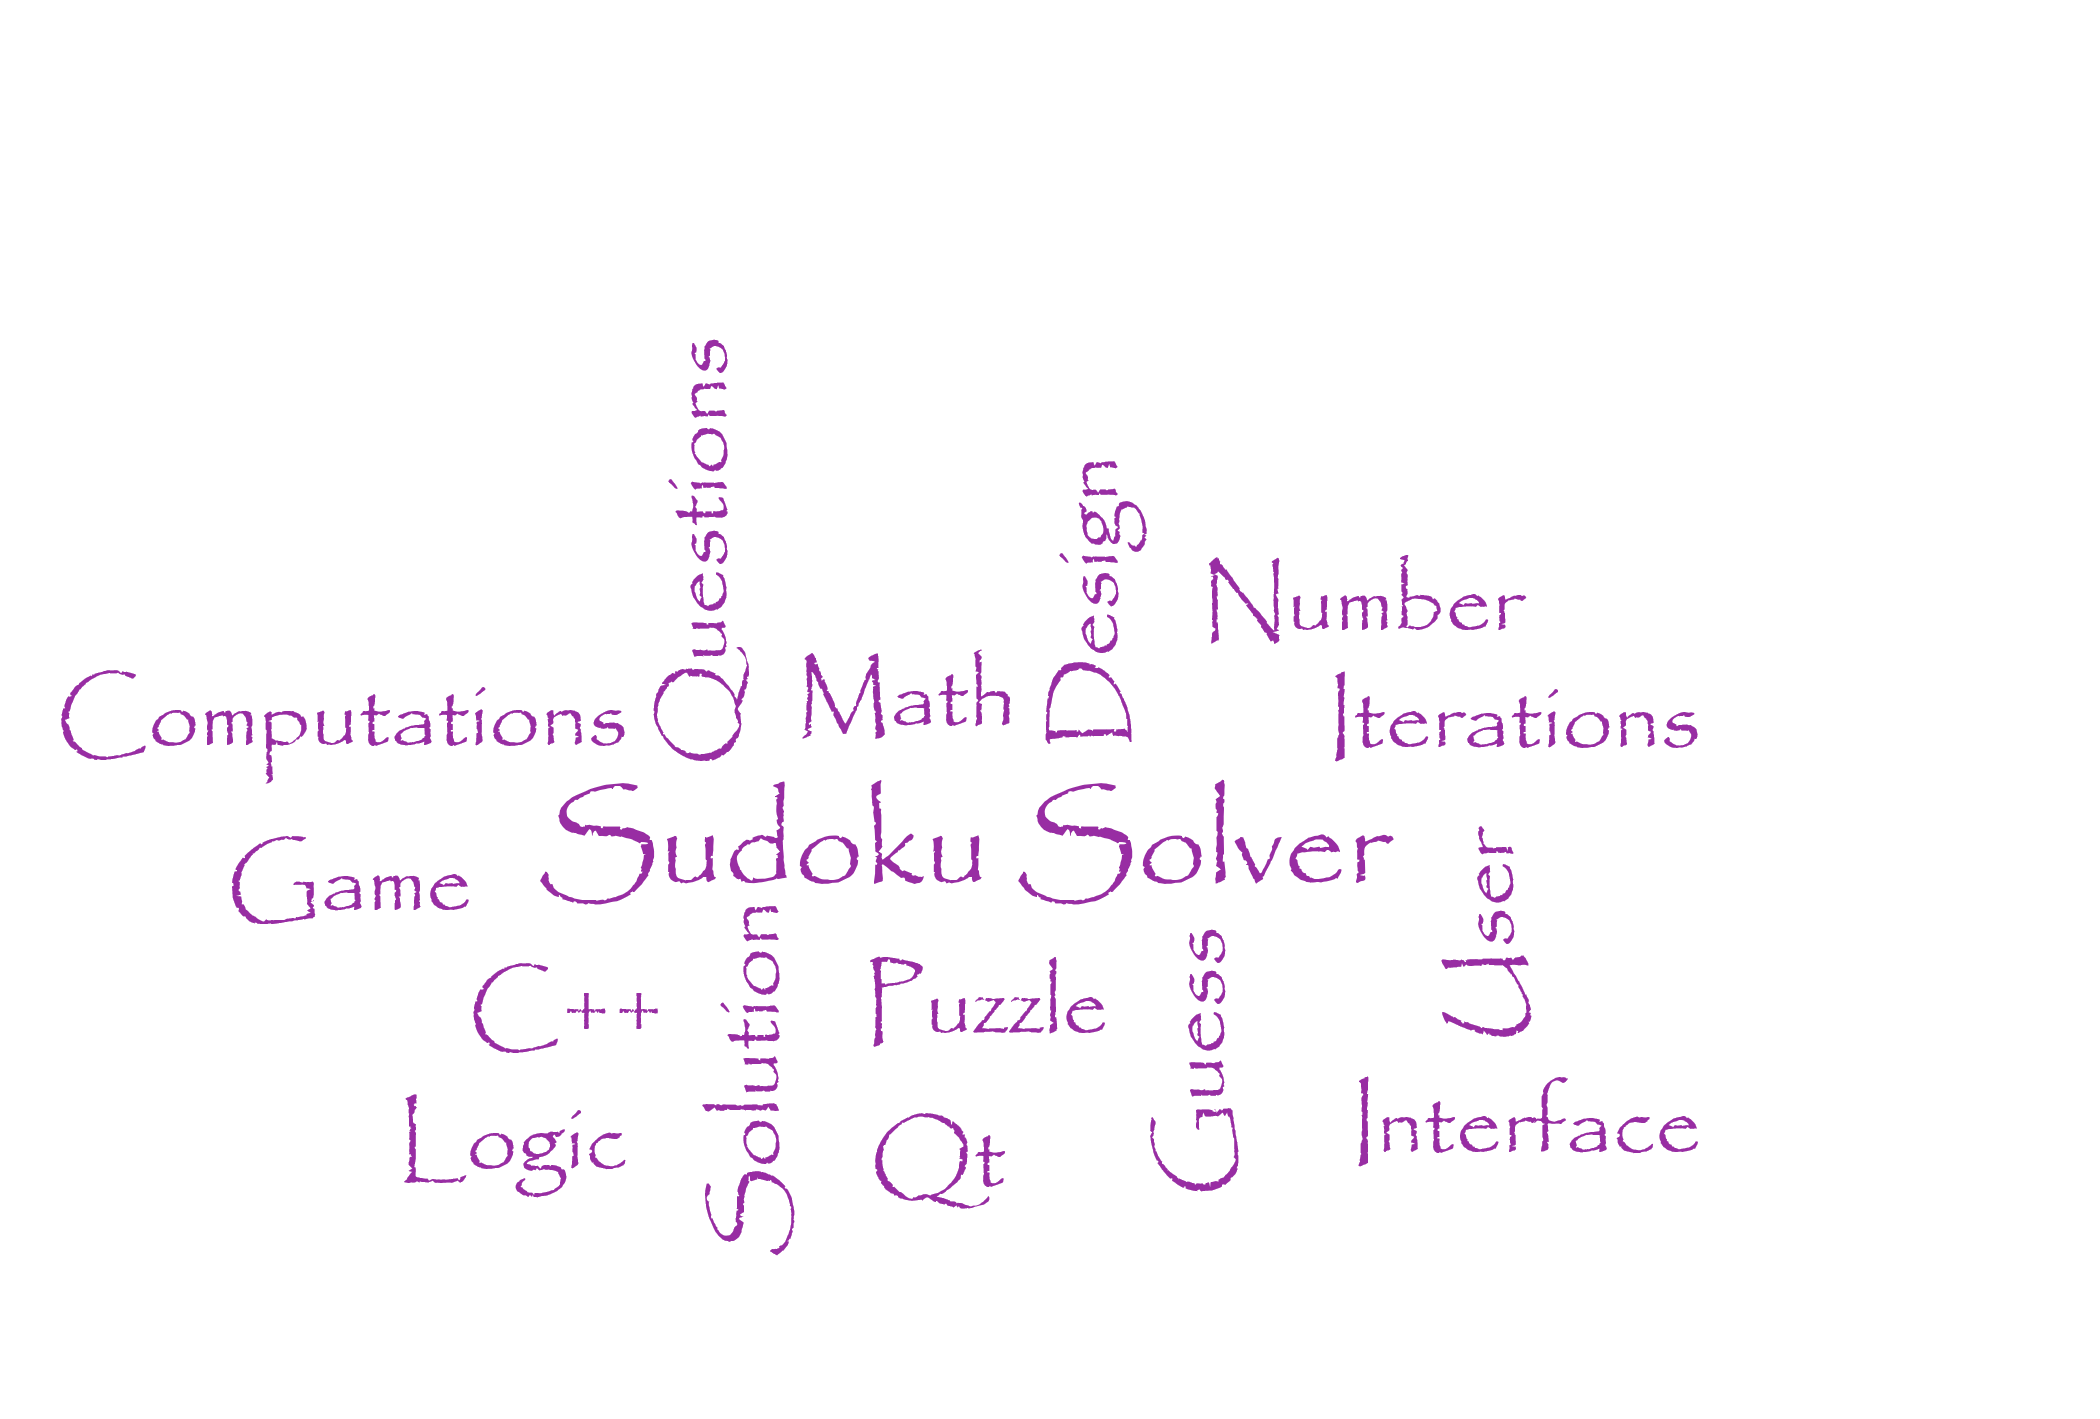 Questions
Design
Number
Computations
Math
Iterations
Sudoku Solver
Game
User
C++
Solution
Puzzle
Guess
Logic
Qt
Interface